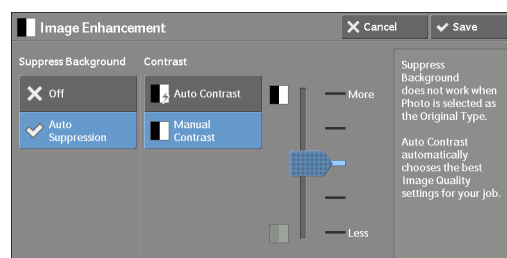 Image Enhancement
Cancel
Save
Suppress Background
Contrast
Off
Auto
Suppression
Auto Contrast
Manual
Contrast
More
Less
Suppress
Background
does not work when
Photo is selected as
the Original Type.
Auto Contrast
automatically
chooses the best
Image Quality
settings for your job.